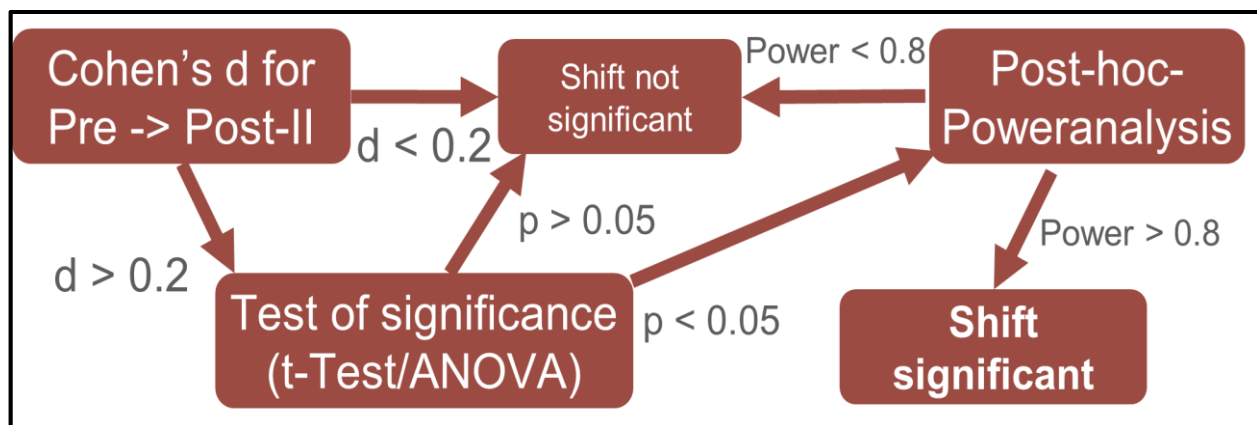 Cohen's d for
Pre -> Post-II
d < 0.2
d > 0.2
Shift not
significant
Power < 0.8
Post-hoc-
Poweranalysis
p > 0.05
Power > 0.8
Test of significance
(t-Test/ANOVA)
p < 0.05
Shift
significant